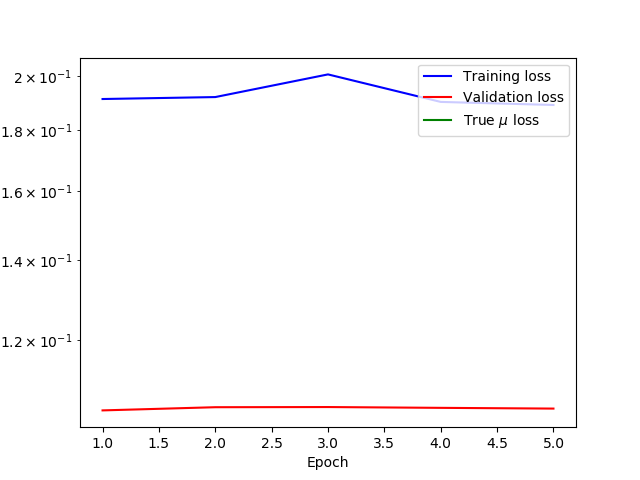 Training loss
Validation loss
True μ loss
2 × 10⁻¹
1.8 × 10⁻¹
1.6 × 10⁻¹
1.4 × 10⁻¹
1.2 × 10⁻¹
1.0 1.5 2.0 2.5 3.0 3.5 4.0 4.5 5.0
Epoch